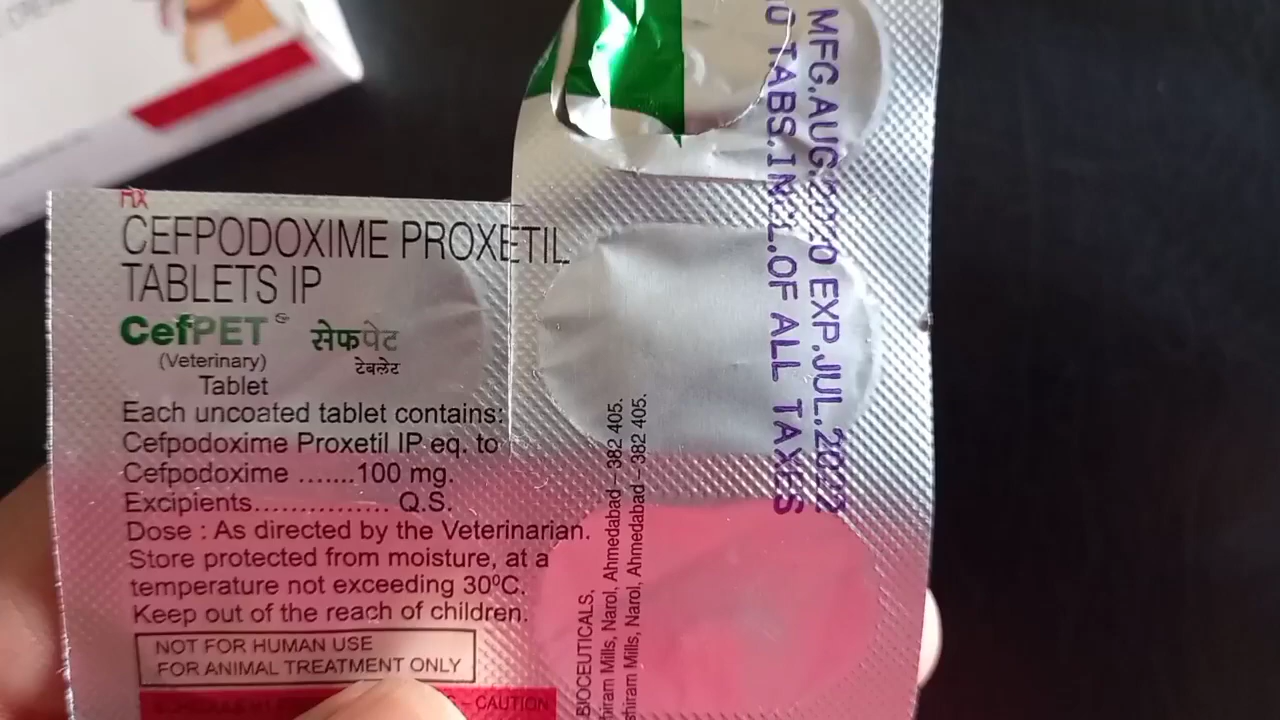 RX
CEFPODOXIME PROXETIL
TABLETS IP
CefPET
सेफपेट
(Veterinary)
टेबलेट
Tablet
Each uncoated tablet contains:
Cefpodoxime Proxetil IP eq. to
Cefpodoxime .......100 mg.
Excipients............... Q.S.
Dose : As directed by the Veterinarian.
Store protected from moisture, at a
temperature not exceeding 30ºC.
Keep out of the reach of children.
NOT FOR HUMAN USE
FOR ANIMAL TREATMENT ONLY
– CAUTION
BIOCEUTICALS,
Mills, Narol, Ahmedabad – 382 405.
Mills, Narol, Ahmedabad – 382 405.
MFG.AUG.2020 EXP.JUL.2022
TABS.INCL.OF ALL TAXES